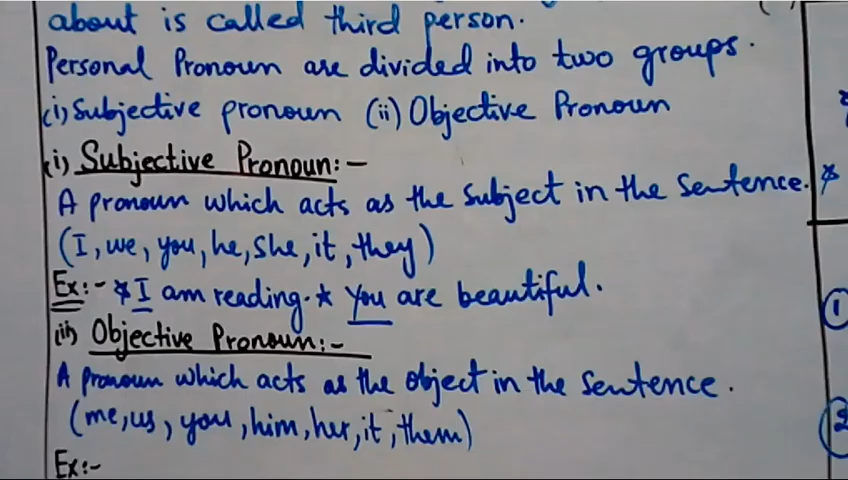 about is called third person.
Personal Pronoun are divided into two groups.
(i) Subjective pronoun (ii) Objective Pronoun
(i) Subjective Pronoun:-
A pronoun which acts as the subject in the sentence.
(I, we, you, he, she, it, they)
Ex:- * I am reading. * You are beautiful.
(ii) Objective Pronoun:-
A pronoun which acts as the object in the sentence.
(me, us, you, him, her, it, them)
Ex:-
*
1
2